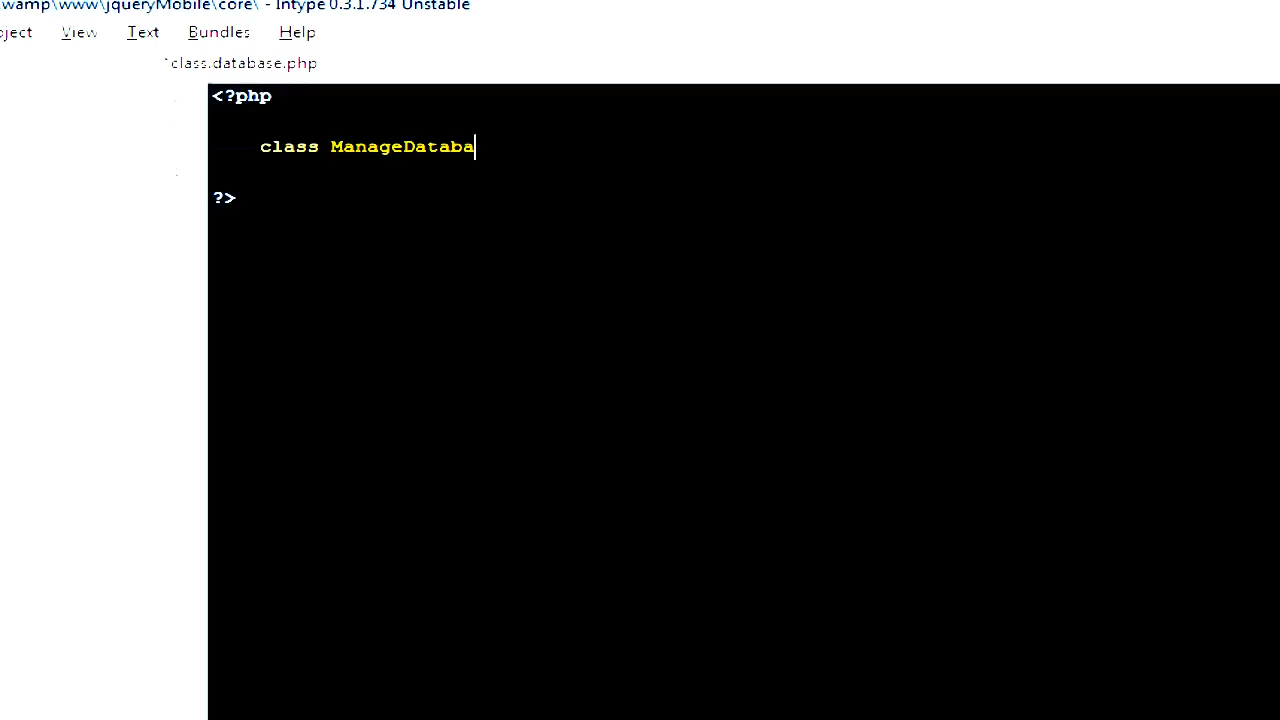 \wamp\www\jqueryMobile\core\ - Intype 0.3.1.734 Unstable
oject View Text Bundles Help
*class.database.php
<?php
class ManageDataba
?>